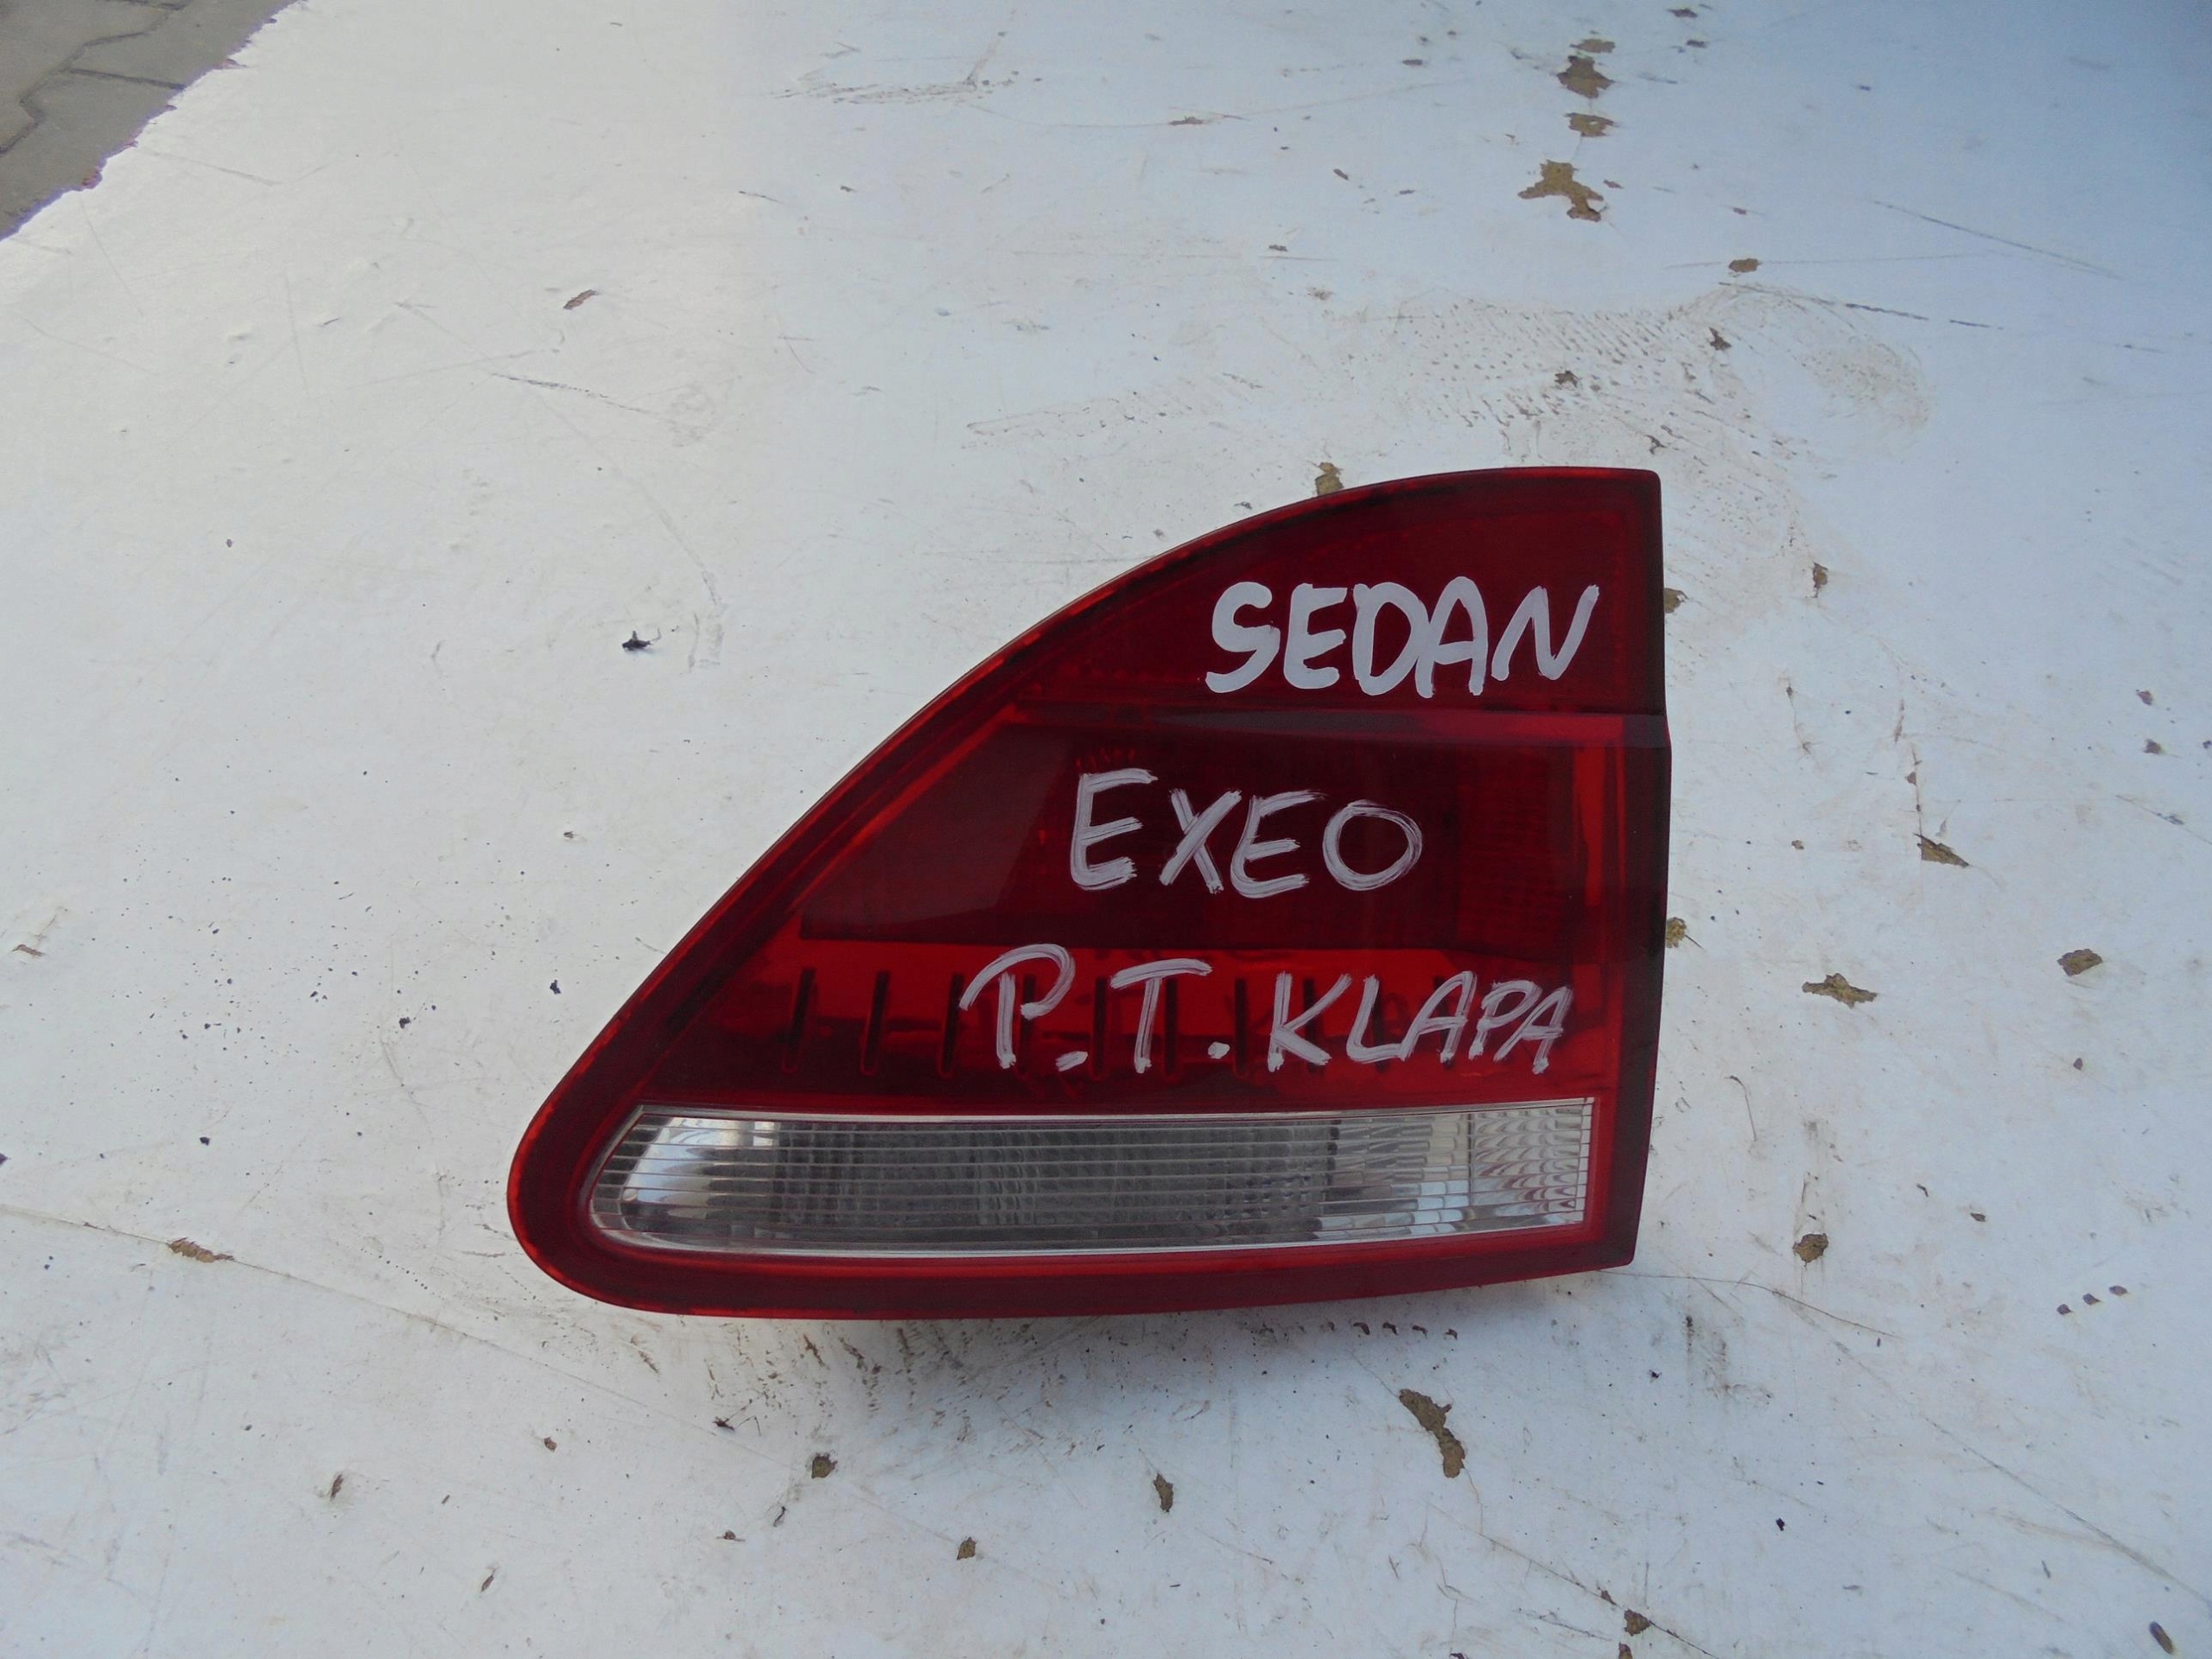 SEDAN
EXEO
P.T. KLAPA